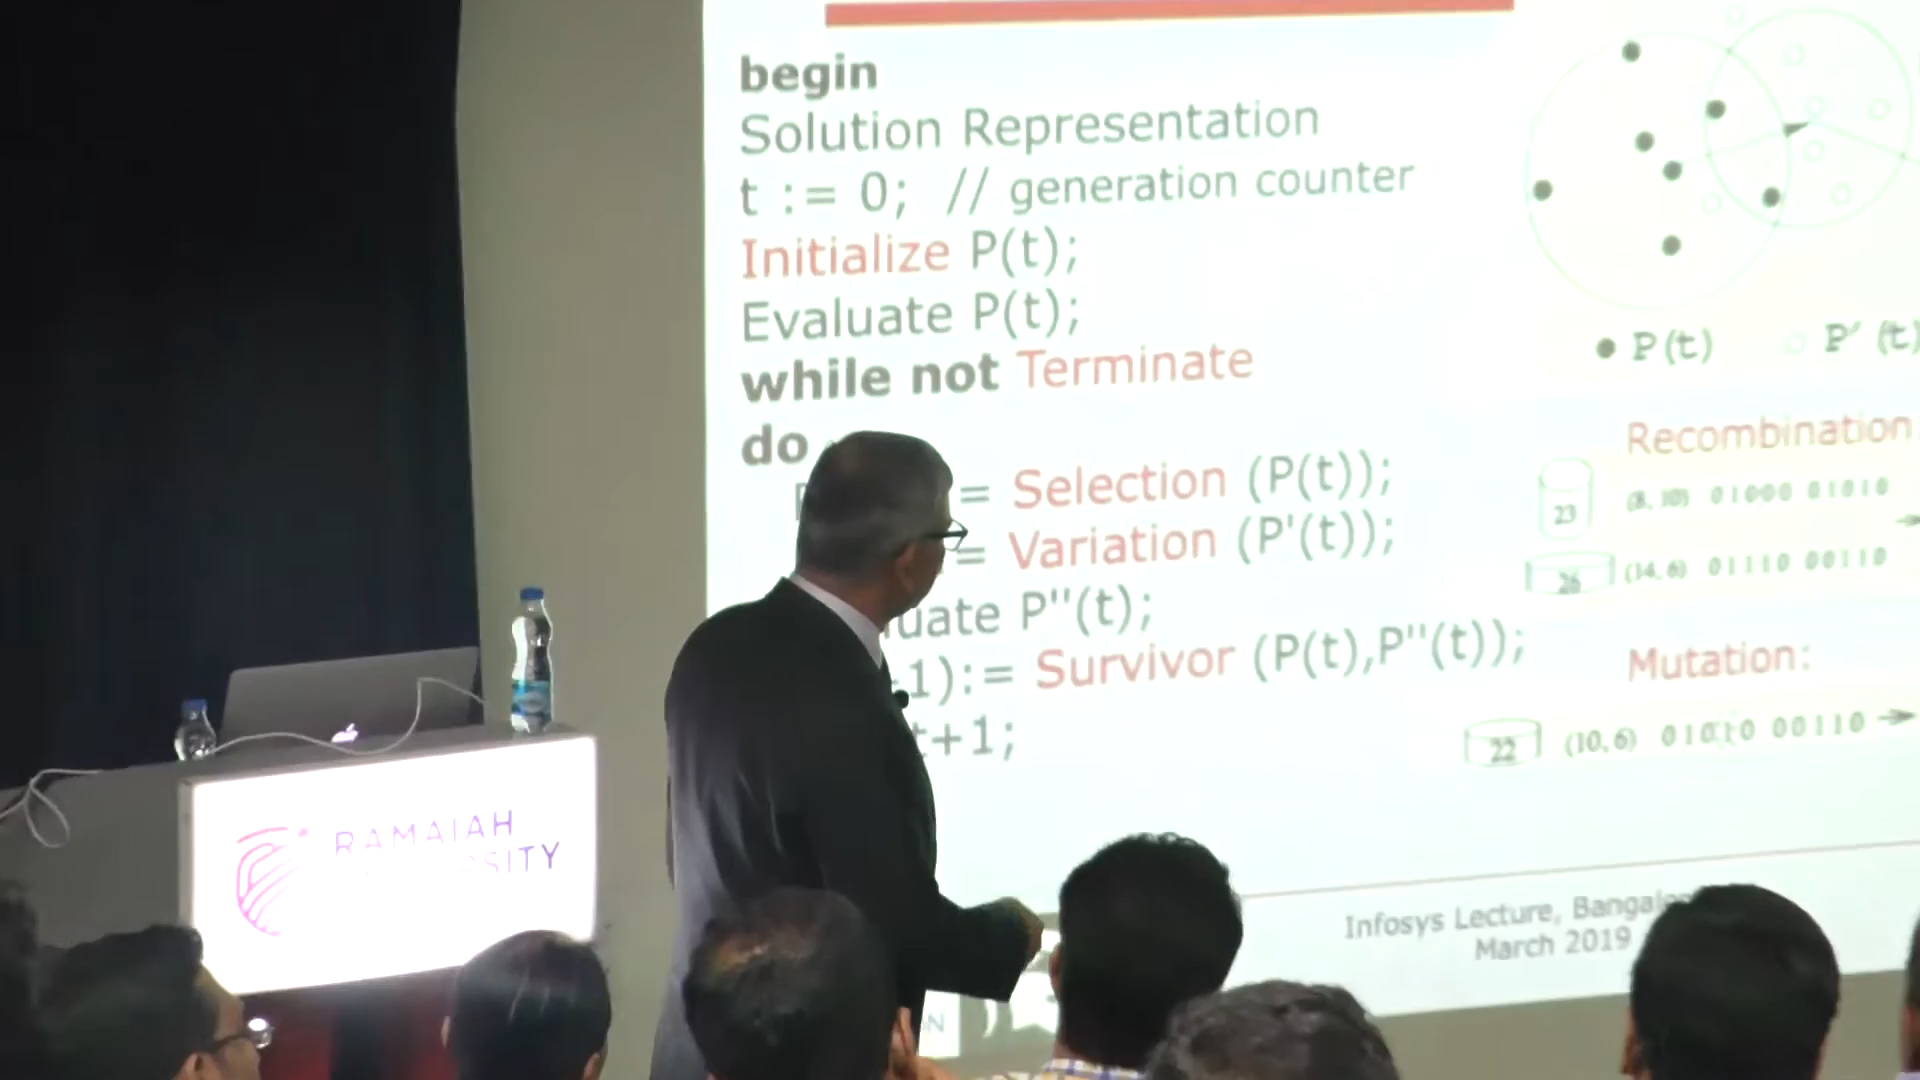 begin
Solution Representation
t := 0; // generation counter
Initialize P(t);
Evaluate P(t);
while not Terminate
do
= Selection (P(t));
= Variation (P'(t));
uate P''(t);
1):= Survivor (P(t),P''(t));
t+1;
P(t) P' (t)
Recombination
23 (8, 10) 01000 01010
26 (14, 6) 01110 00110
Mutation:
22 (10, 6) 01010 00110
Infosys Lecture,
March 2019
RAMAIAH
SITY